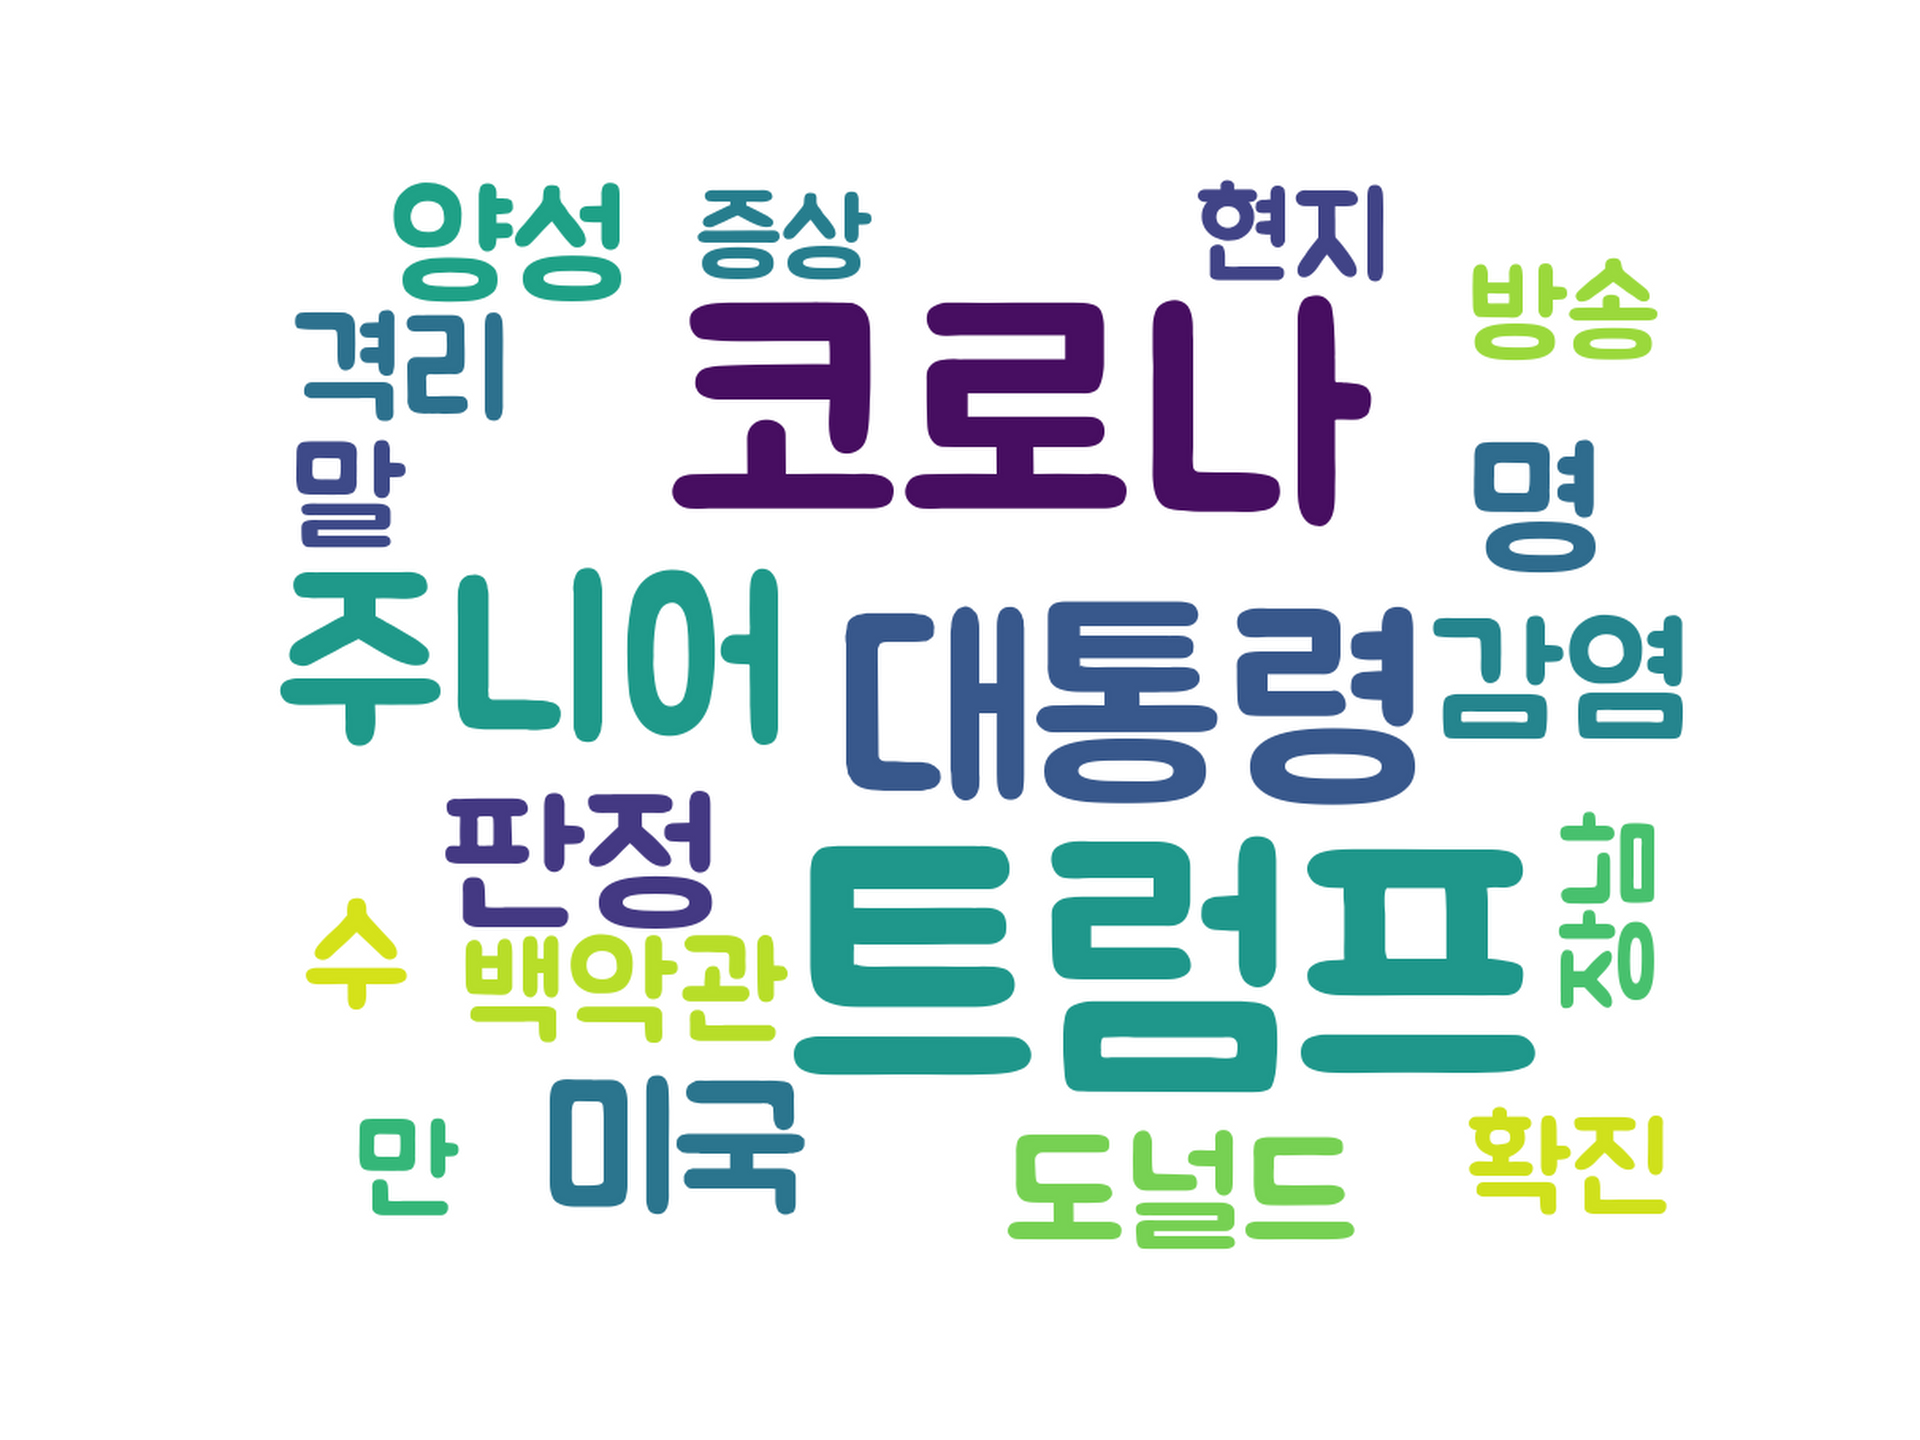 양성
증상
현지
방송
격리
코로나
말
명
주니어
대통령
감염
판정
트럼프
장남
수
백악관
만
미국
도널드
확진